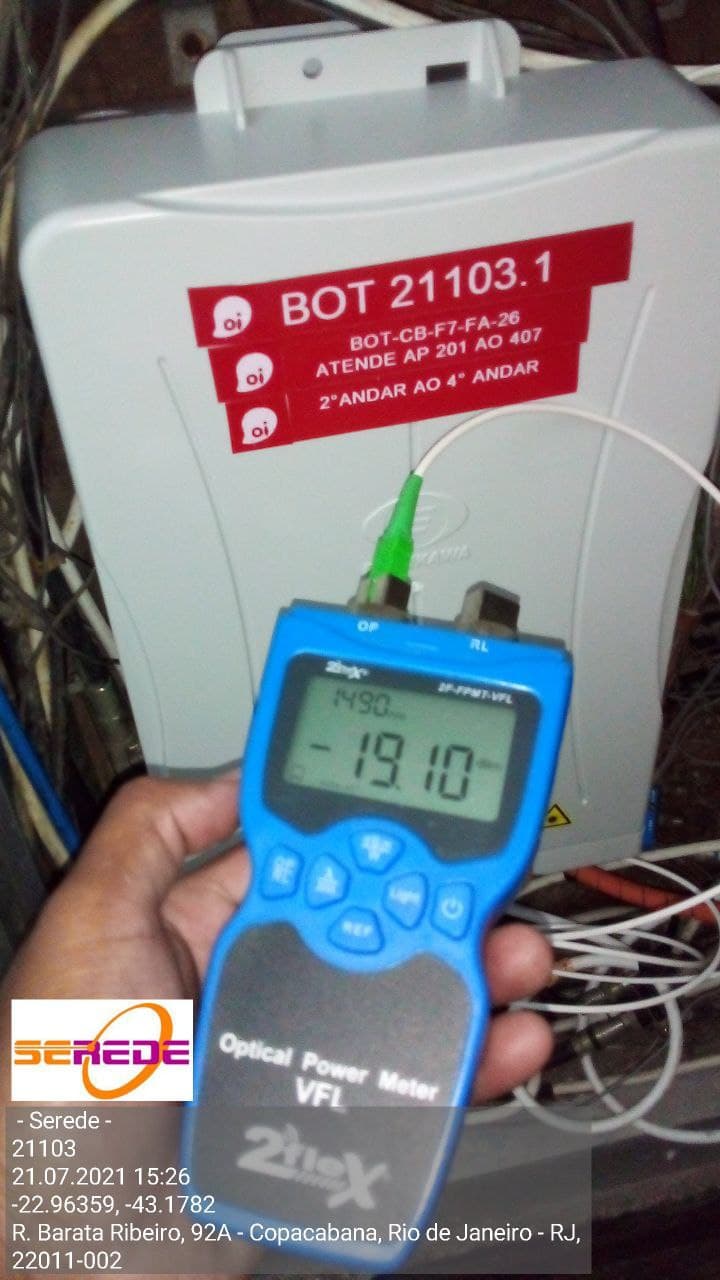 oi BOT 21103.1
BOT-CB-F7-FA-26
oi ATENDE AP 201 AO 407
oi 2°ANDAR AO 4° ANDAR
OP RL
2flex 2F-FPM7-VFL
1490nm
-19.10 dBm
Light
REF
Optical Power Meter
VFL
2flex
SEREDE
- Serede -
21103
21.07.2021 15:26
-22.96359, -43.1782
R. Barata Ribeiro, 92A - Copacabana, Rio de Janeiro - RJ,
22011-002